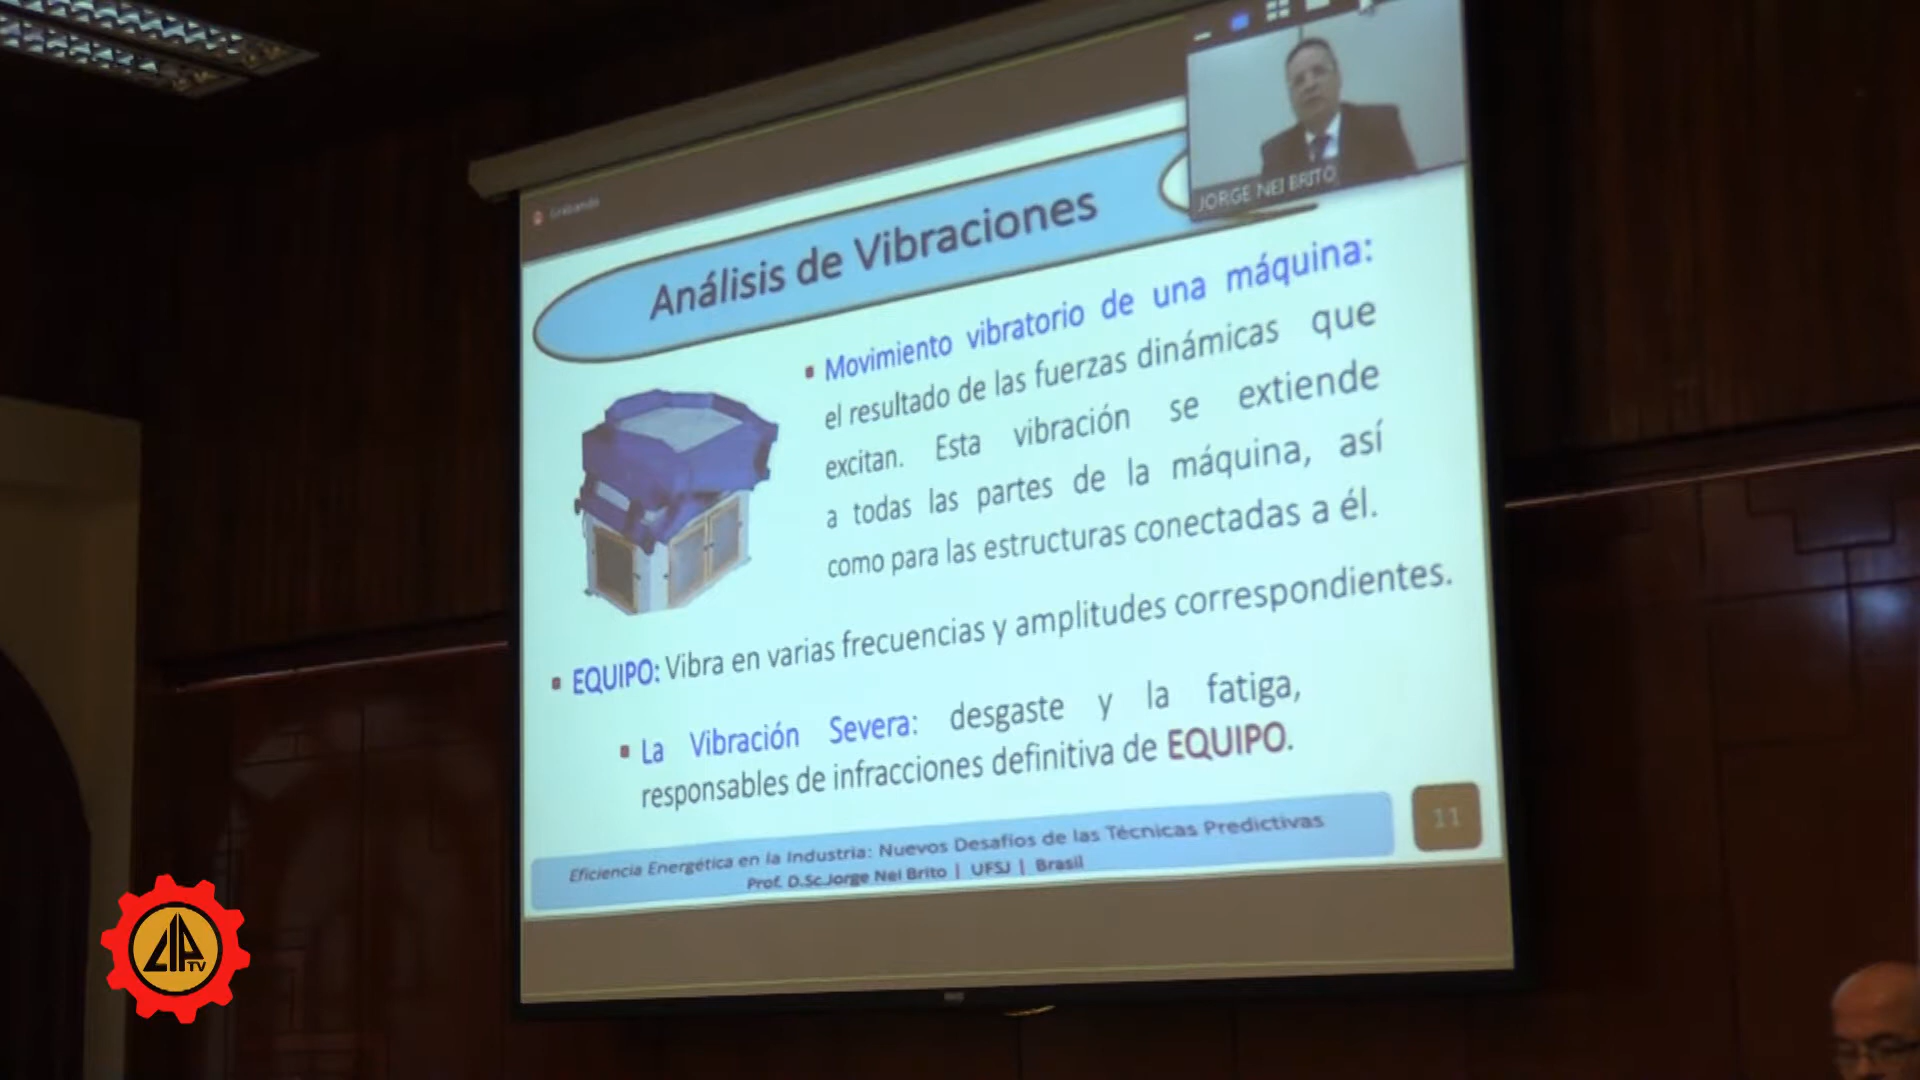 Grabando
JORGE NEI BRITO
Análisis de Vibraciones
▪ Movimiento vibratorio de una máquina:
el resultado de las fuerzas dinámicas que
excitan. Esta vibración se extiende
a todas las partes de la máquina, así
como para las estructuras conectadas a él.
▪ EQUIPO: Vibra en varias frecuencias y amplitudes correspondientes.
▪ La Vibración Severa: desgaste y la fatiga,
responsables de infracciones definitiva de EQUIPO.
Eficiencia Energética en la Industria: Nuevos Desafíos de las Técnicas Predictivas
Prof. D.Sc.Jorge Nei Brito | UFSJ | Brasil
11
CIP
TV